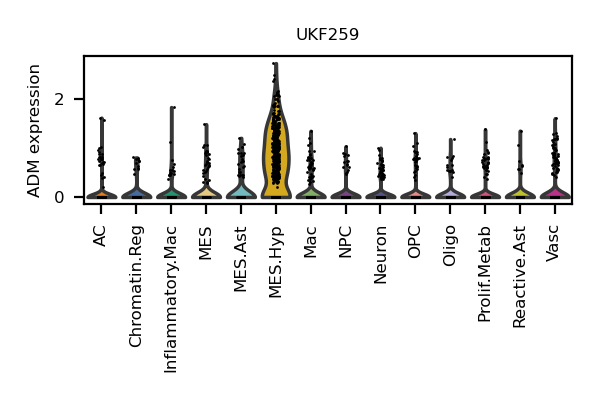 UKF259
ADM expression
2
0
AC
Chromatin.Reg
Inflammatory.Mac
MES
MES.Ast
MES.Hyp
Mac
NPC
Neuron
OPC
Oligo
Prolif.Metab
Reactive.Ast
Vasc